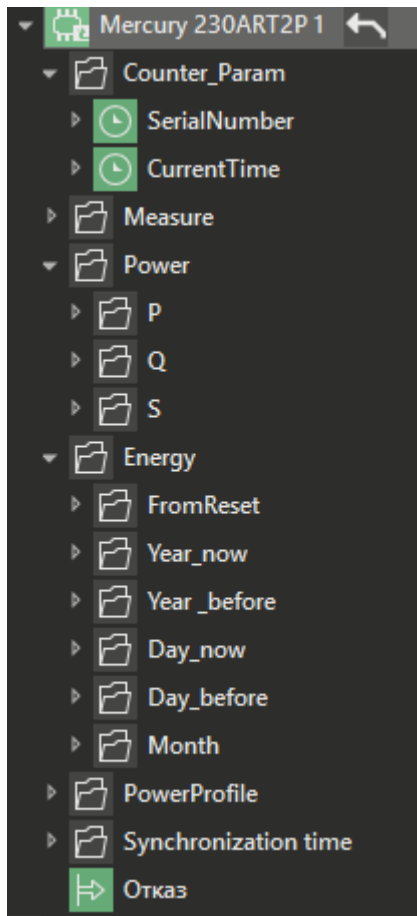 Mercury 230ART2P 1
Counter_Param
SerialNumber
CurrentTime
Measure
Power
P
Q
S
Energy
FromReset
Year_now
Year _before
Day_now
Day_before
Month
PowerProfile
Synchronization time
Отказ